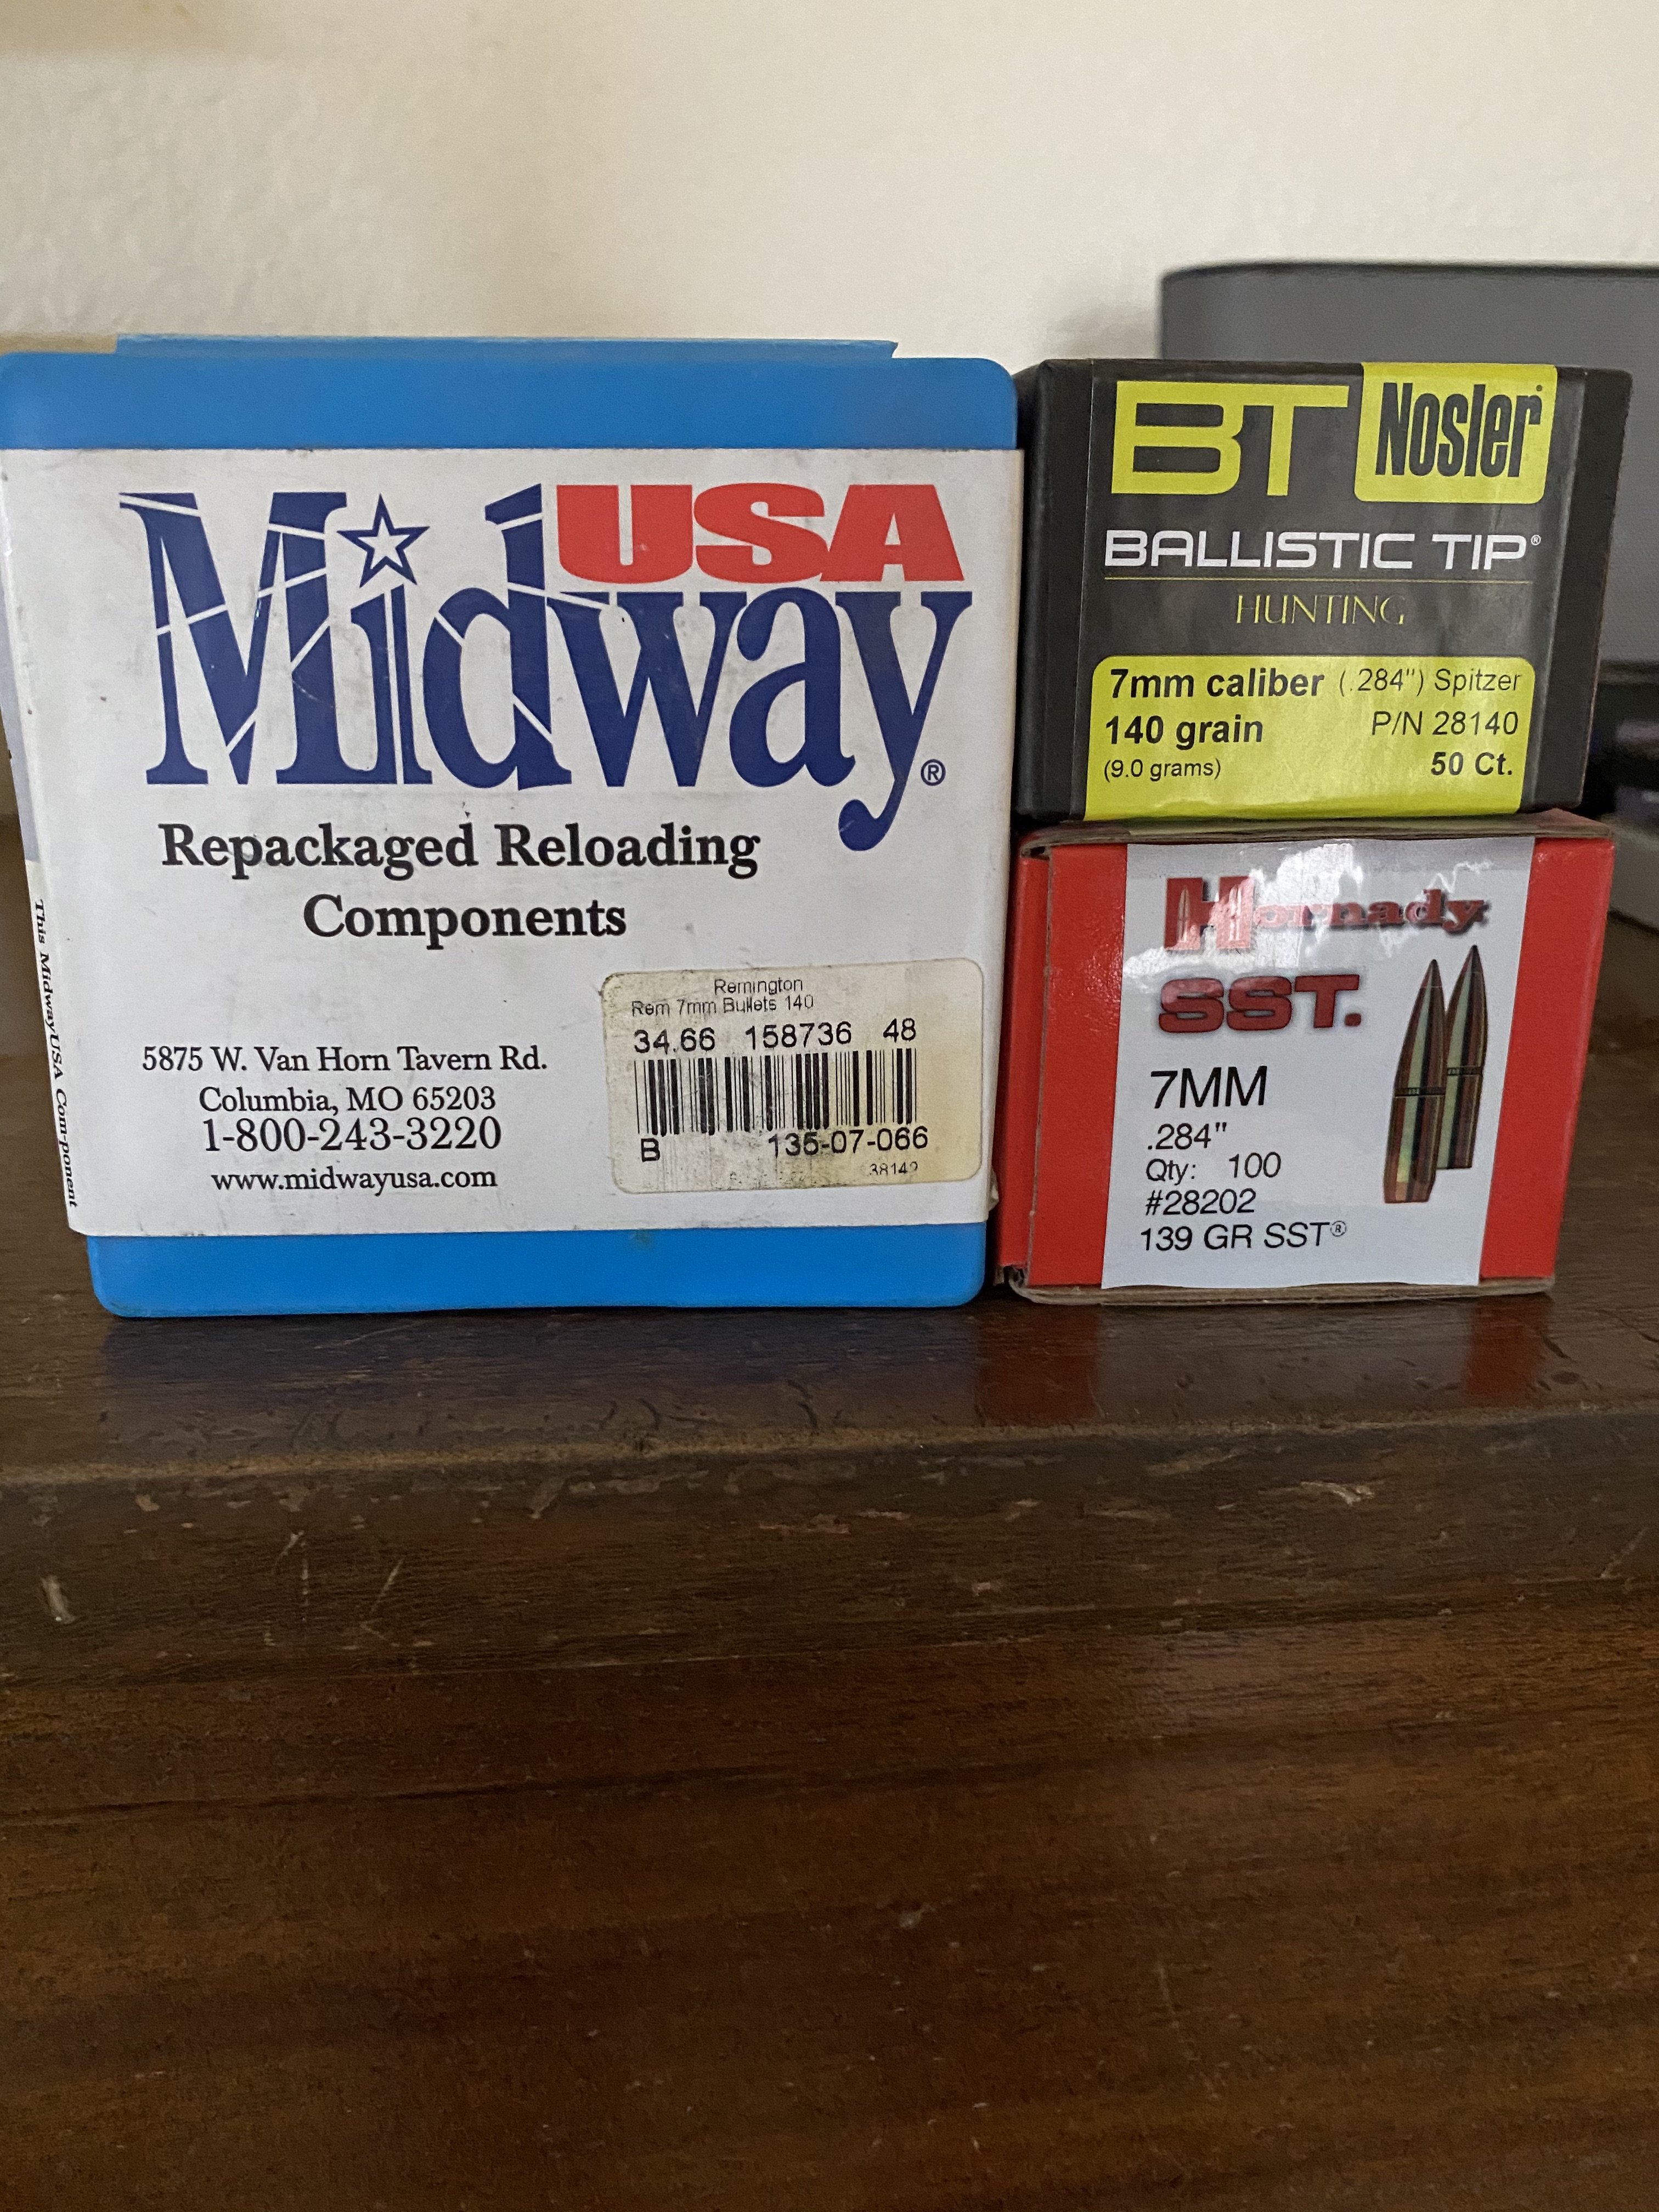 USA
Midway®
Repackaged Reloading
Components
5875 W. Van Horn Tavern Rd.
Columbia, MO 65203
1-800-243-3220
www.midwayusa.com
Remington
Rem 7mm Bullets 140
34.66 158736 48
B 135-07-066
38142
This MidwayUSA Com-ponent
BT Nosler®
BALLISTIC TIP®
HUNTING
7mm caliber (.284") Spitzer
140 grain P/N 28140
(9.0 grams) 50 Ct.
Hornady
SST.
7MM
.284"
Qty: 100
#28202
139 GR SST®